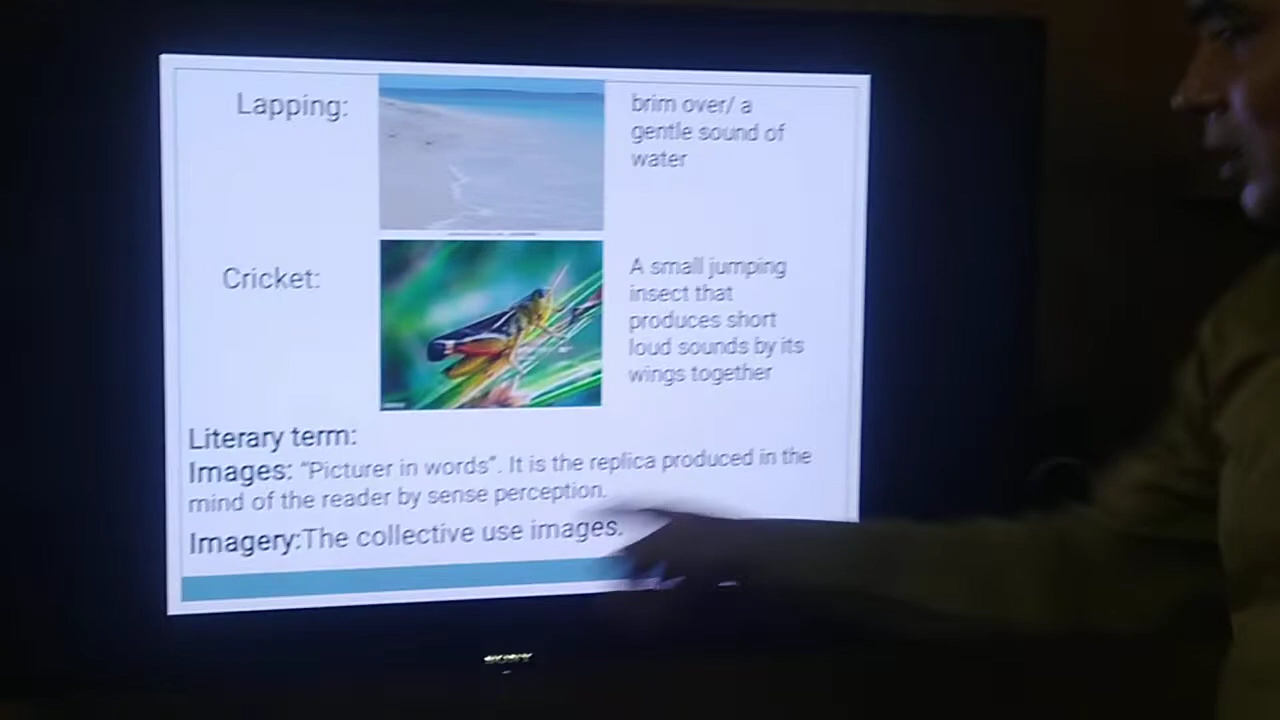 Lapping:
brim over/ a
gentle sound of
water
Cricket:
A small jumping
insect that
produces short
loud sounds by its
wings together
Literary term:
Images: “Picturer in words”. It is the replica produced in the
mind of the reader by sense perception.
Imagery:The collective use images.
SONY